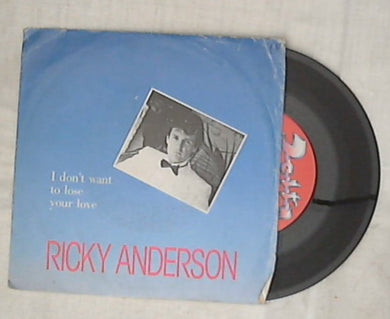 I don't want
to lose
your love
RICKY ANDERSON